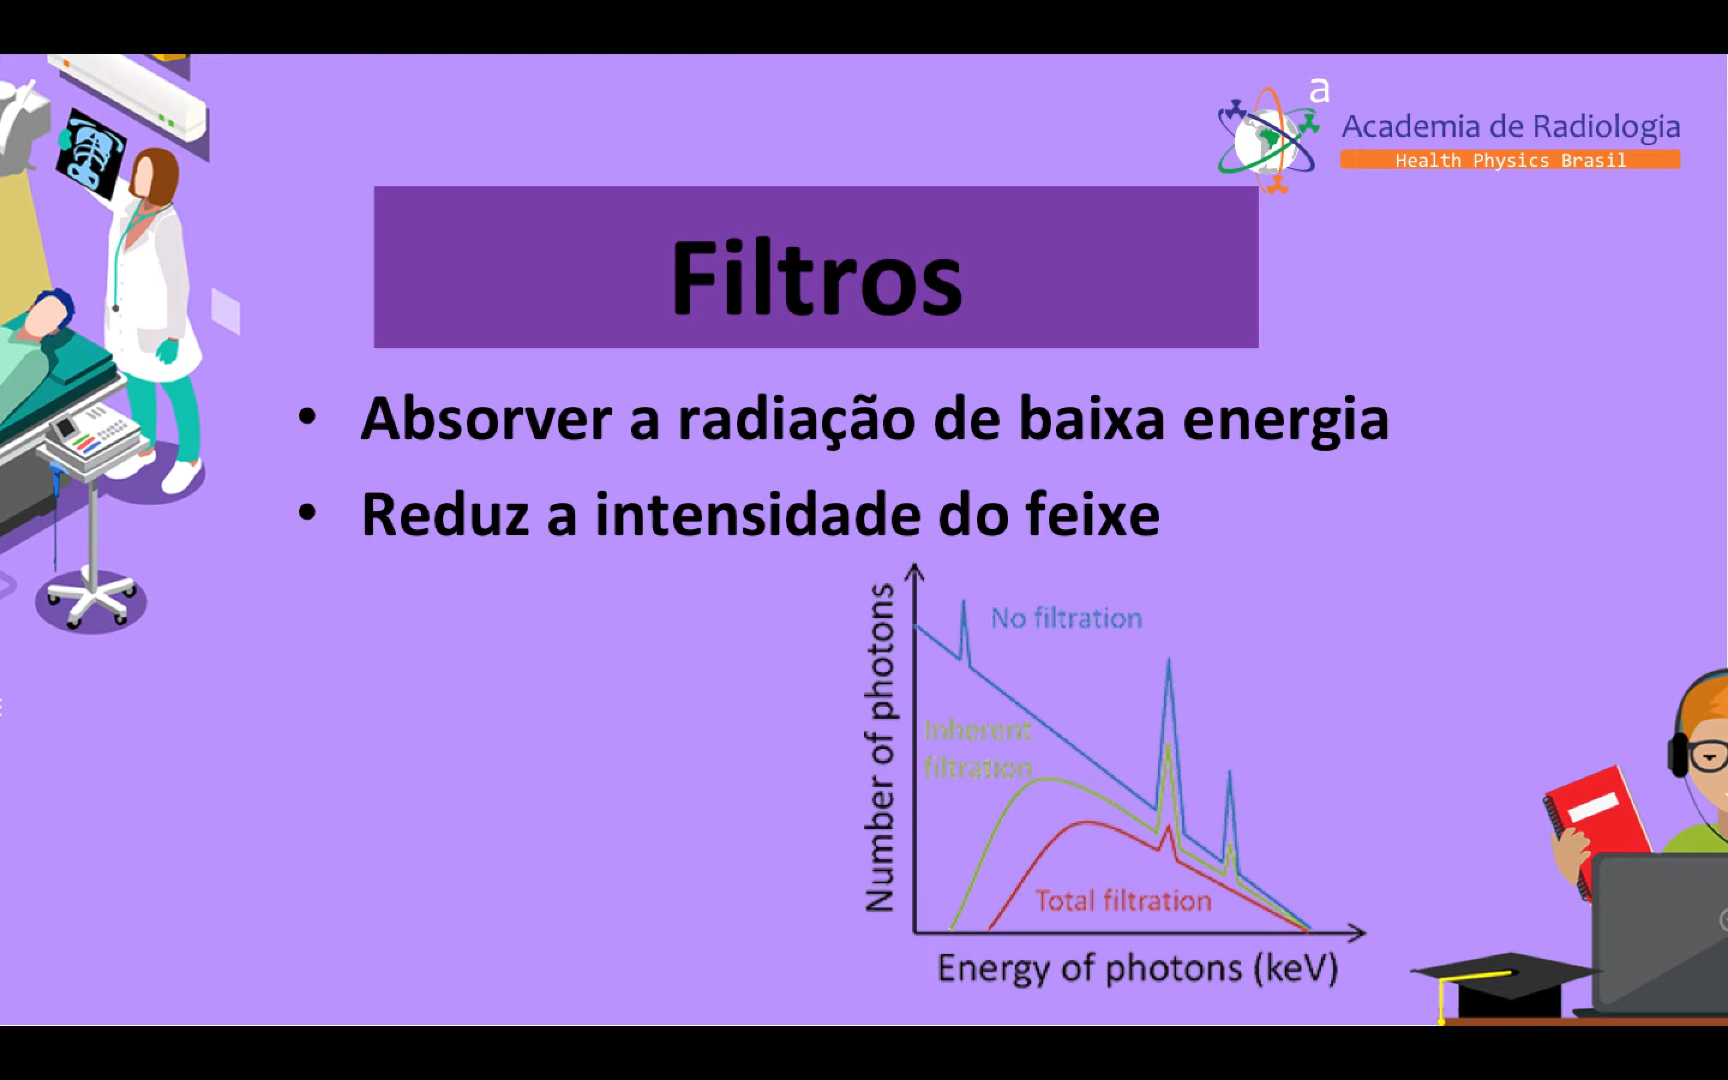 a
Academia de Radiologia
Health Physics Brasil
Filtros
• Absorver a radiação de baixa energia
• Reduz a intensidade do feixe
Number of photons
No filtration
Inherent
filtration
Total filtration
Energy of photons (keV)